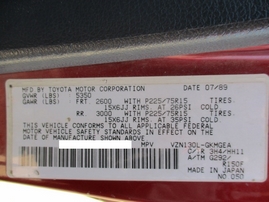 MFD BY TOYOTA MOTOR CORPORATION DATE 07/89
GVWR (LBS) 5350
GAWR (LBS) FRT 2600 WITH P225/75R15 TIRES.
15X6JJ RIMS. AT 26PSI COLD
RR. 3000 WITH P225/75R15 TIRES.
15X6JJ RIMS. AT 35PSI COLD
THIS VEHICLE CONFORMS TO ALL APPLICABLE FEDERAL
MOTOR VEHICLE SAFETY STANDARDS IN EFFECT ON THE
DATE OF MANUFACTURE SHOWN ABOVE
MPV VZN130L-GKMGEA
C/TR. 3H4/HH11
A/TM G292/
R150F
MADE IN JAPAN
NO 050